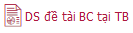 DS đề tài BC tại TB